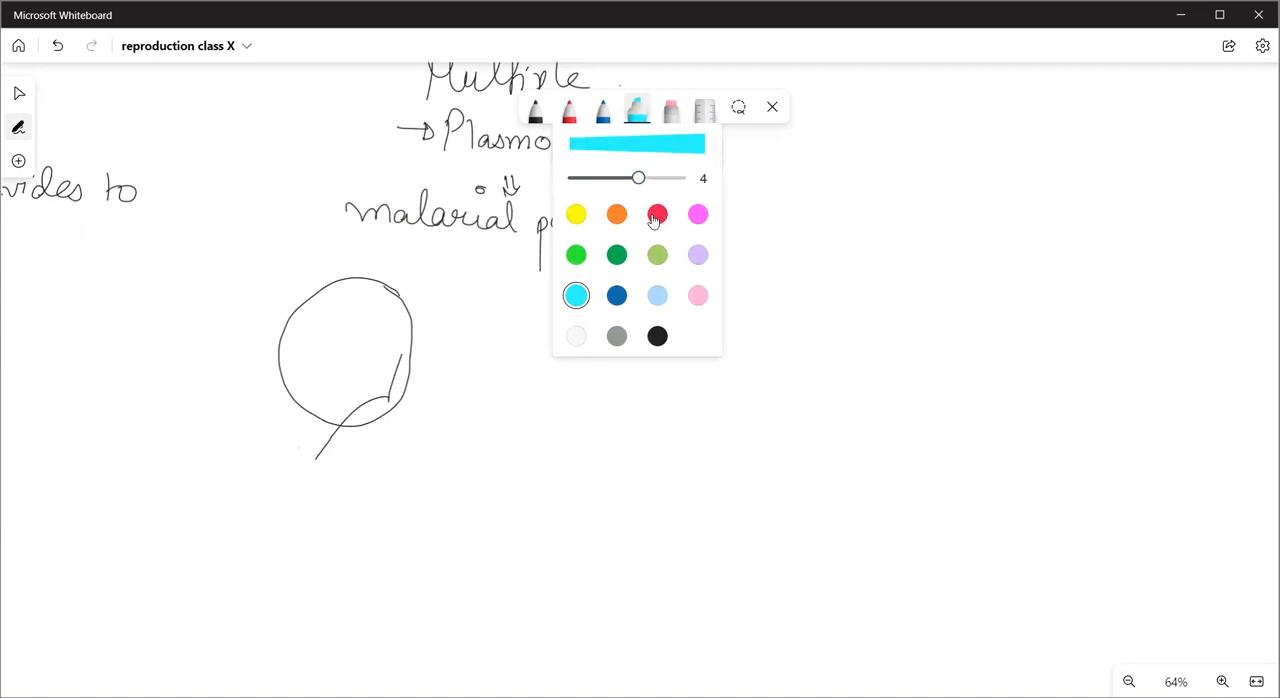 Microsoft Whiteboard
reproduction class X
Multiple
→ Plasmo
vides to
malarial
4
64%